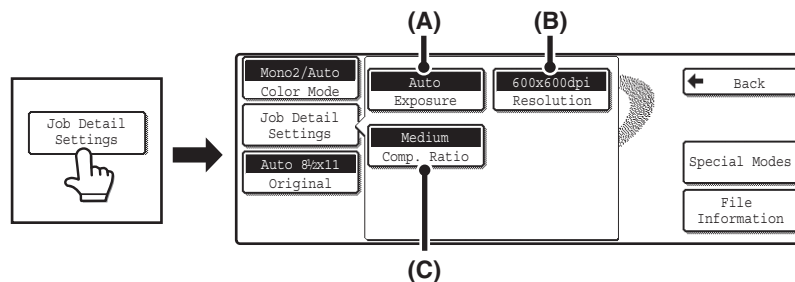 (A)
(B)
Job Detail
Settings
Mono2/Auto
Color Mode
Job Detail
Settings
Auto 8½x11
Original
Auto
Exposure
600x600dpi
Resolution
Medium
Comp. Ratio
Back
Special Modes
File
Information
(C)